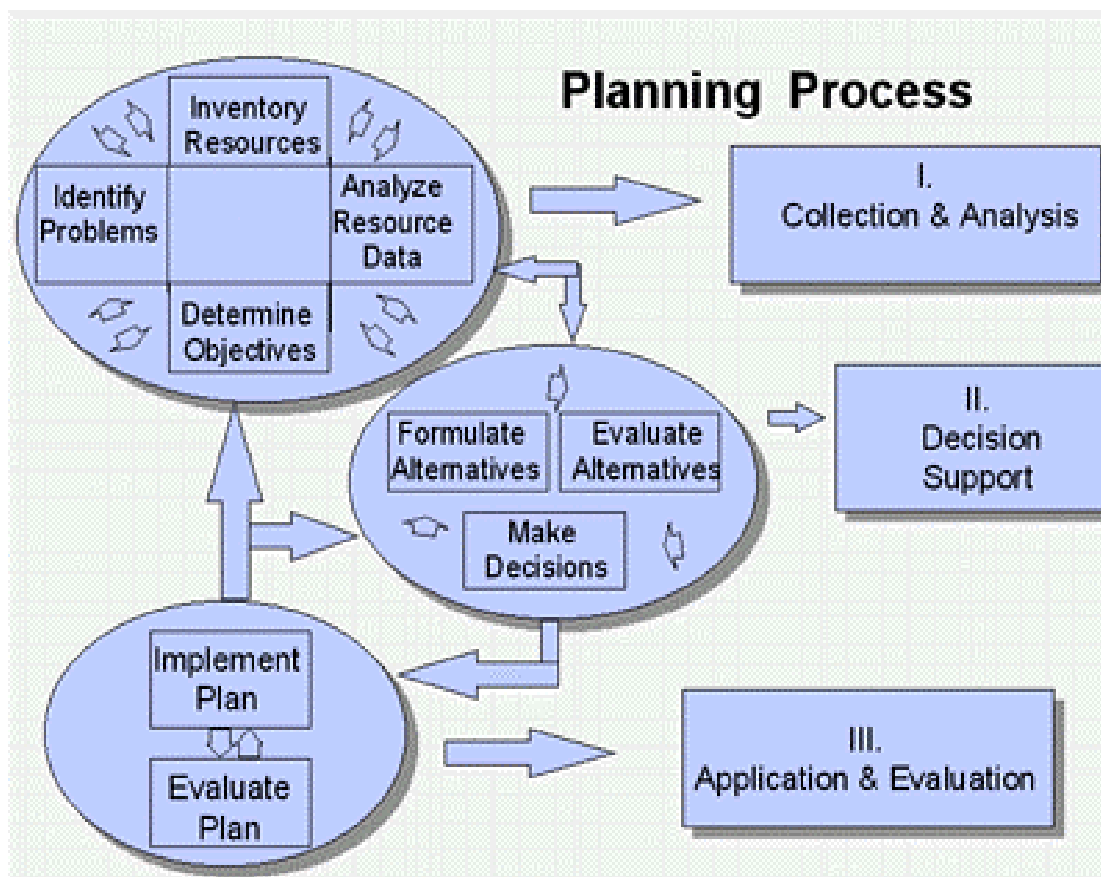 Planning Process
Inventory
Resources
Identify
Problems
Analyze
Resource
Data
Determine
Objectives
I.
Collection & Analysis
Formulate
Alternatives
Evaluate
Alternatives
Make
Decisions
II.
Decision
Support
Implement
Plan
Evaluate
Plan
III.
Application & Evaluation